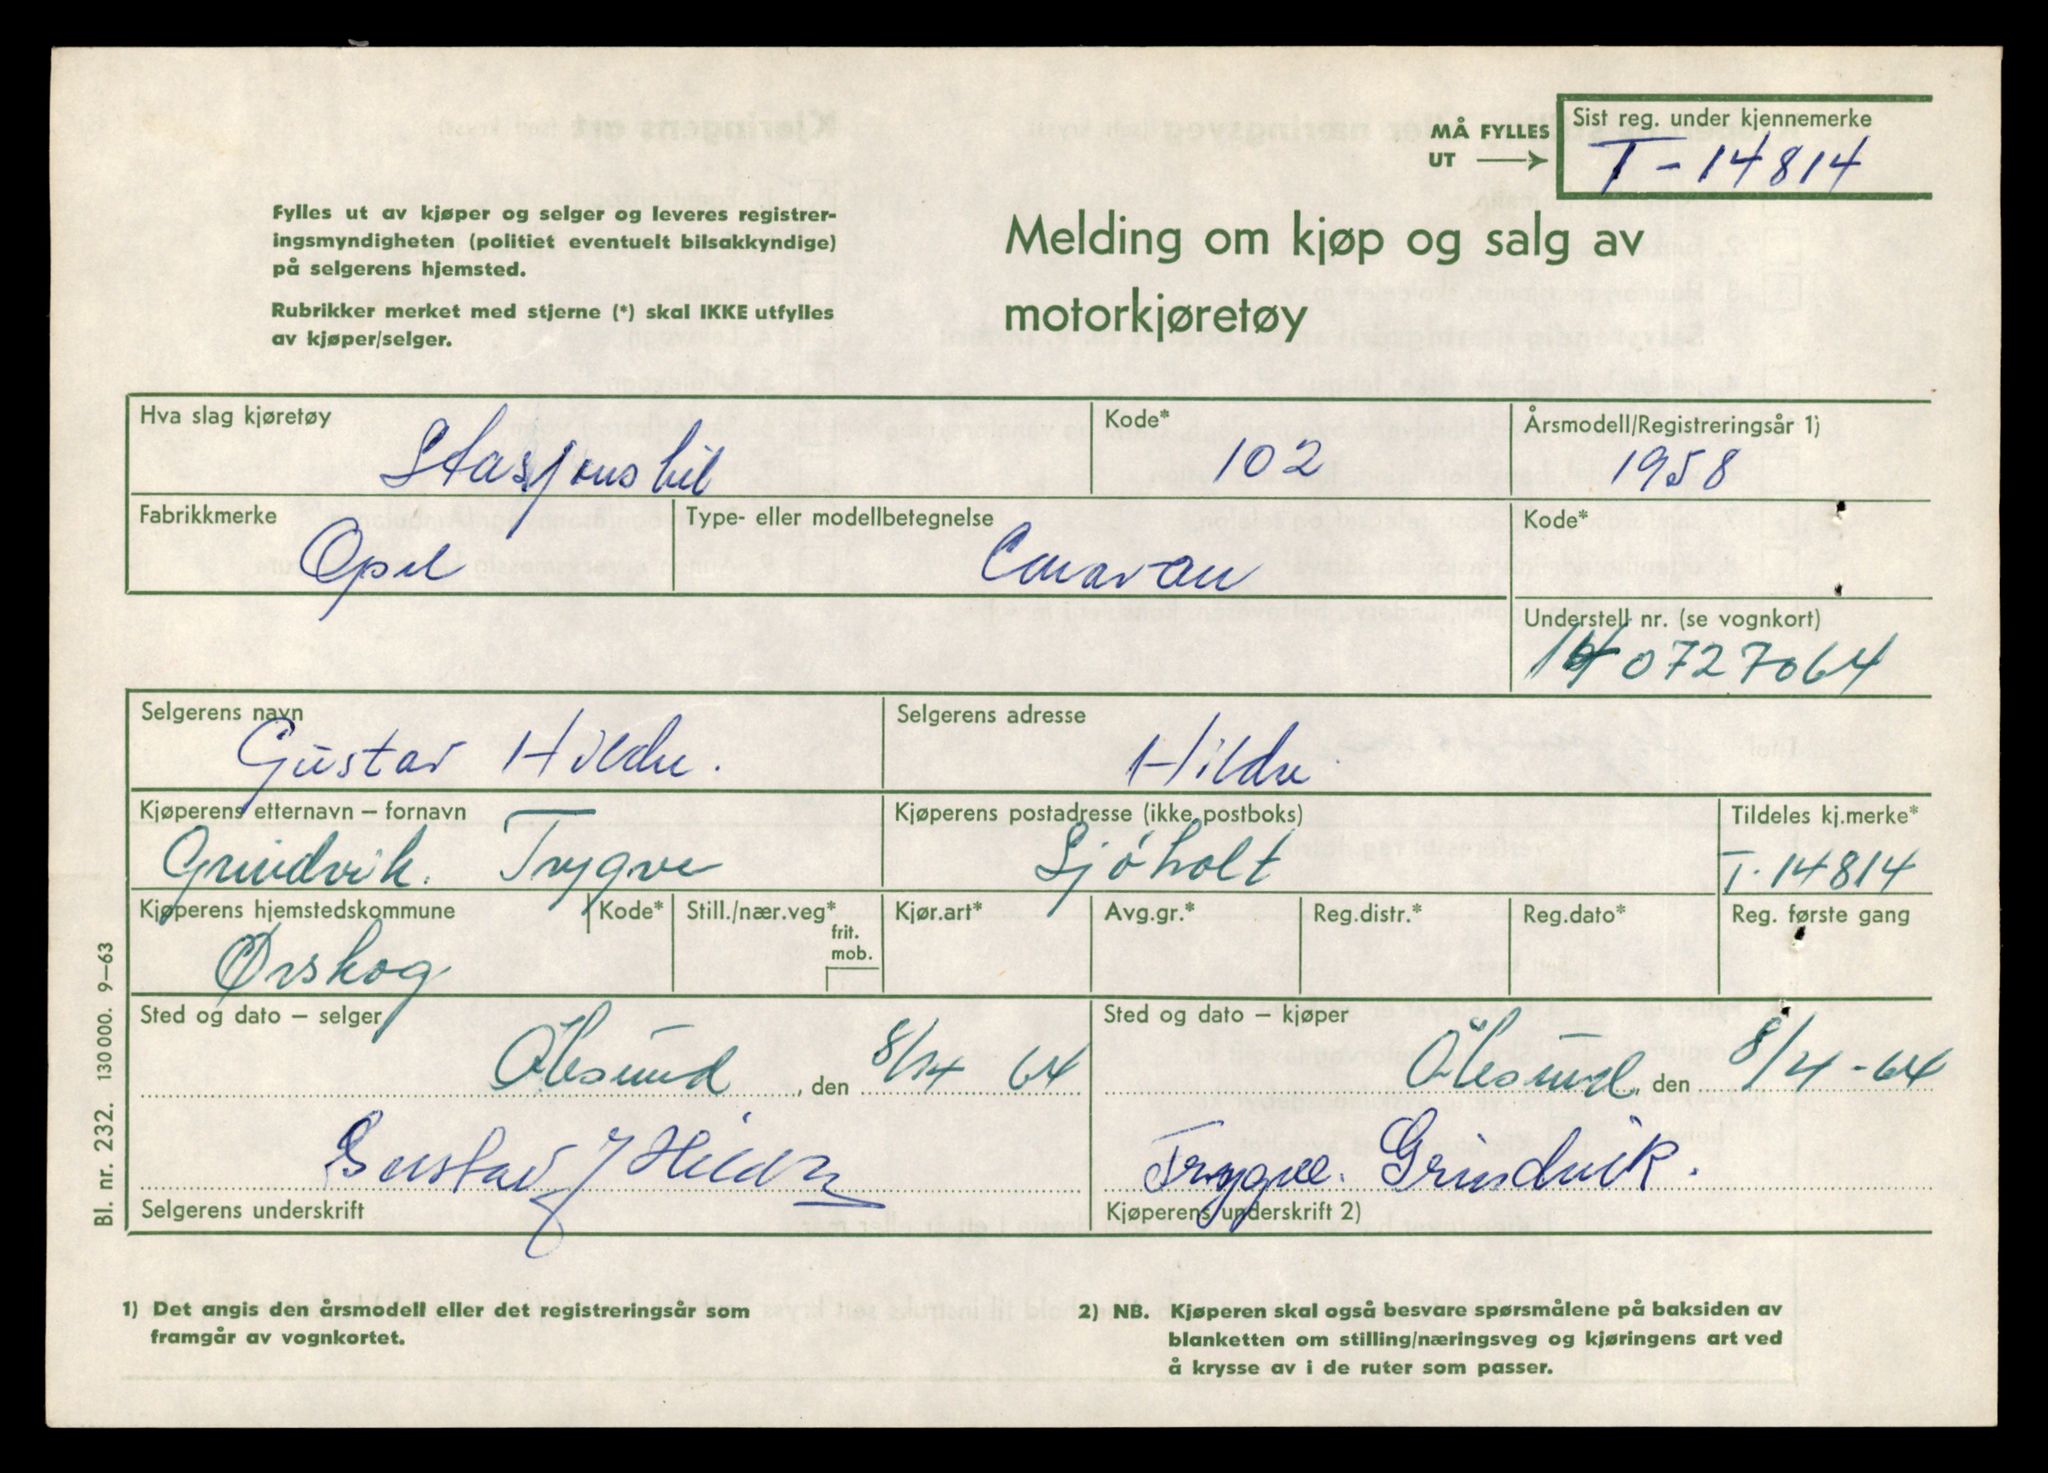 MÅ FYLLES UT
Sist reg. under kjennemerke
T-14814
Fylles ut av kjøper og selger og leveres registrer-
ingsmyndigheten (politiet eventuelt bilsakkyndige)
på selgerens hjemsted.
Rubrikker merket med stjerne (*) skal IKKE utfylles
av kjøper/selger.
Melding om kjøp og salg av
motorkjøretøy
Hva slag kjøretøy
Stasjonsbil
Kode*
102
Årsmodell/Registreringsår 1)
1958
Fabrikkmerke
Opel
Type- eller modellbetegnelse
Caravan
Kode*
Understell nr. (se vognkort)
0727064
Selgerens navn
Gustav Hildre.
Selgerens adresse
Hildre
Kjøperens etternavn – fornavn
Grindvik. Trygve
Kjøperens postadresse (ikke postboks)
Sjøholt
Tildeles kj.merke*
T-14814
Kjøperens hjemstedskommune
Ørskog
Kode*
Still./nær.veg*
frit.
mob.
Kjør.art*
Avg.gr.*
Reg.distr.*
Reg.dato*
Reg. første gang
Sted og dato – selger
Ålesund, den 8/4 64
Sted og dato – kjøper
Ålesund, den 8/4-64
Gustav J Hildre
Selgerens underskrift
Trygve. Grindvik.
Kjøperens underskrift 2)
Bl. nr. 232. 130 000. 9–63
1) Det angis den årsmodell eller det registreringsår som
framgår av vognkortet.
2) NB. Kjøperen skal også besvare spørsmålene på baksiden av
blanketten om stilling/næringsveg og kjøringens art ved
å krysse av i de ruter som passer.